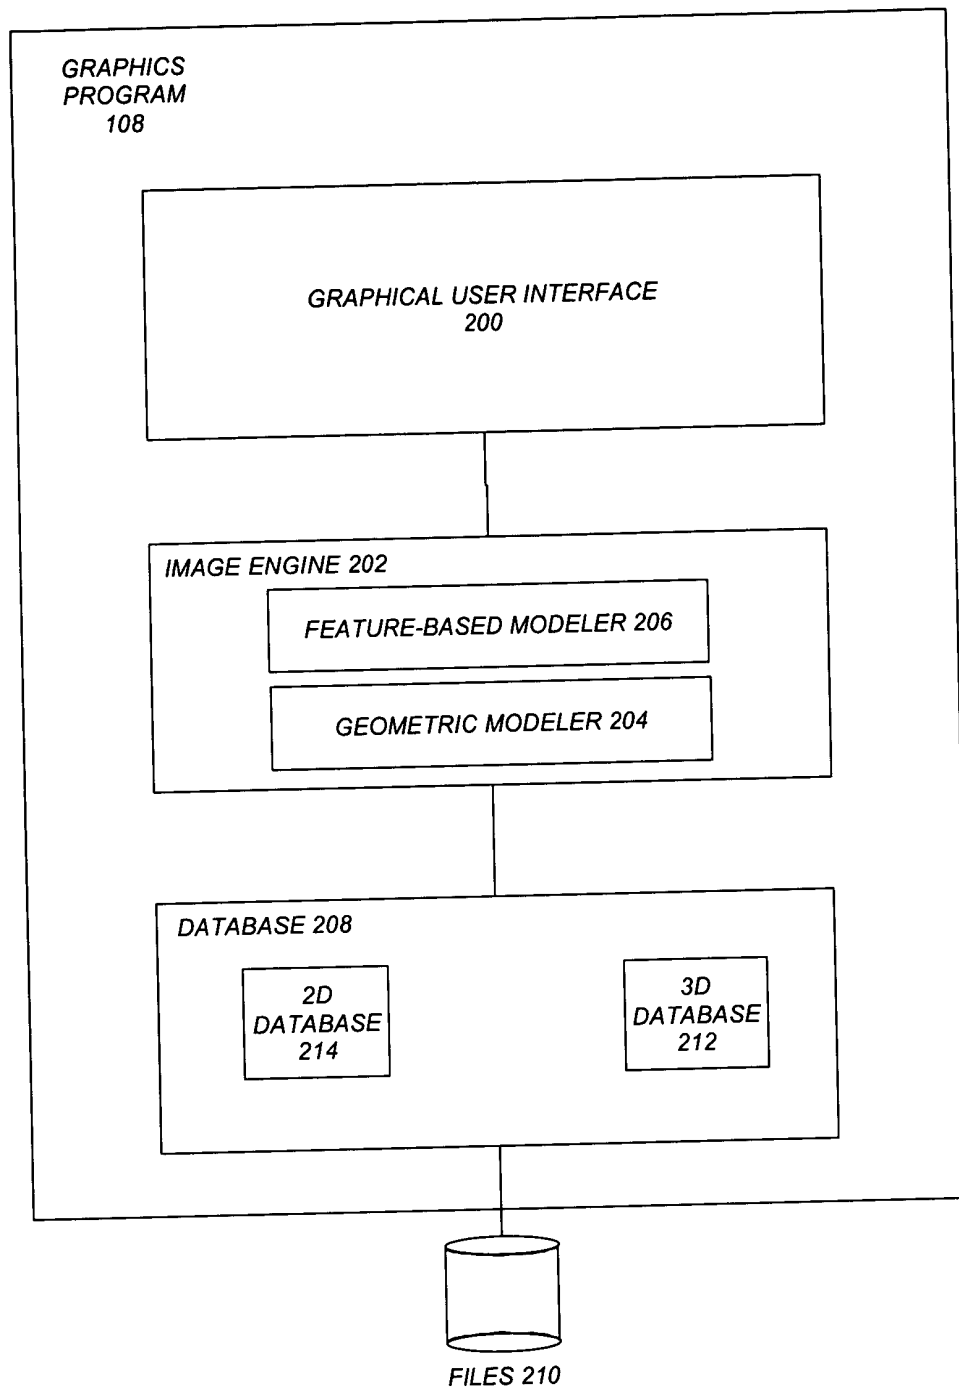 GRAPHICS
PROGRAM
108
GRAPHICAL USER INTERFACE
200
IMAGE ENGINE 202
FEATURE-BASED MODELER 206
GEOMETRIC MODELER 204
DATABASE 208
2D
DATABASE
214
3D
DATABASE
212
FILES 210